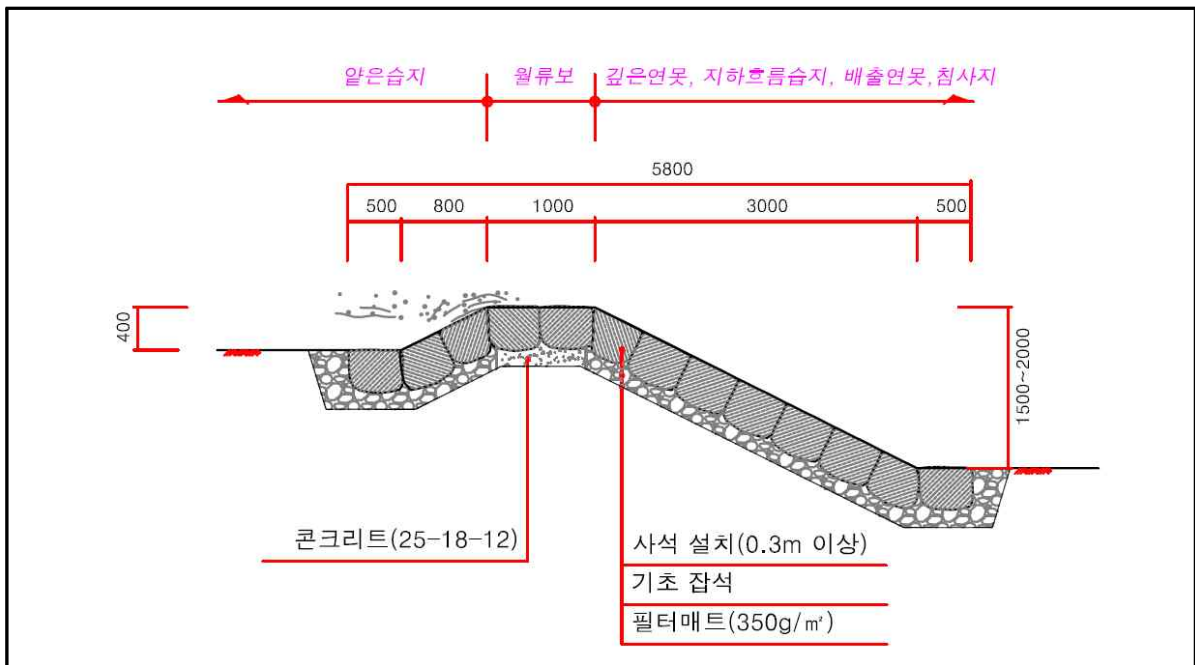 얕은습지 월류보 깊은연못, 지하흐름습지, 배출연못,침사지
5800
500 800 1000 3000 500
400
1500~2000
콘크리트(25-18-12)
사석 설치(0.3m 이상)
기초 잡석
필터매트(350g/㎡)